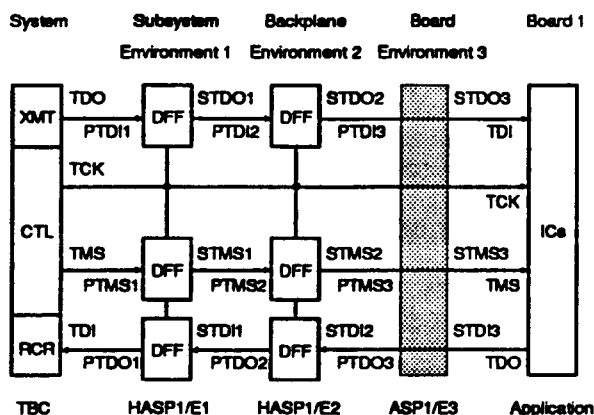 System Subsystem Backplane Board Board 1
Environment 1 Environment 2 Environment 3
TDO STDO1 STDO2 STDO3
XMT DFF DFF
PTDI1 PTDI2 PTDI3 TDI
TCK
TCK
CTL ICs
TMS STMS1 STMS2 STMS3
DFF DFF
PTMS1 PTMS2 PTMS3 TMS
TDI STDI1 STDI2 STDI3
RCR DFF DFF
PTDO1 PTDO2 PTDO3 TDO
TBC HASP1/E1 HASP1/E2 ASP1/E3 Application